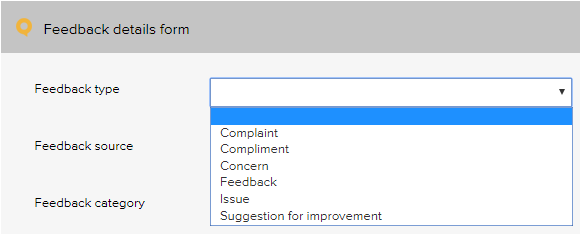 Feedback details form
Feedback type
Feedback source
Feedback category
Complaint
Compliment
Concern
Feedback
Issue
Suggestion for improvement